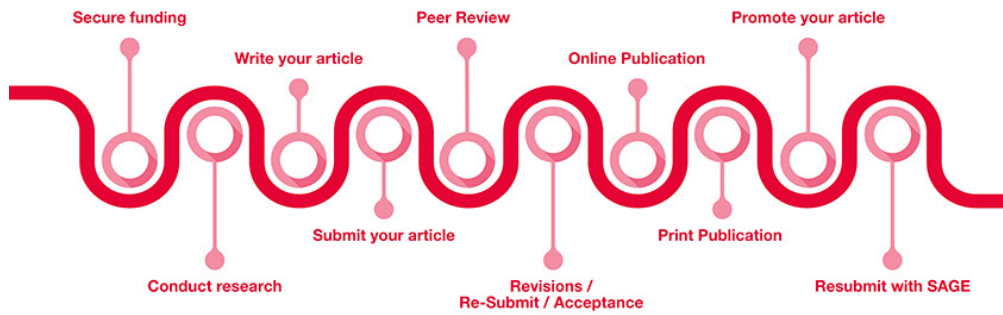 Secure funding
Conduct research
Write your article
Submit your article
Peer Review
Revisions /
Re-Submit / Acceptance
Online Publication
Print Publication
Promote your article
Resubmit with SAGE